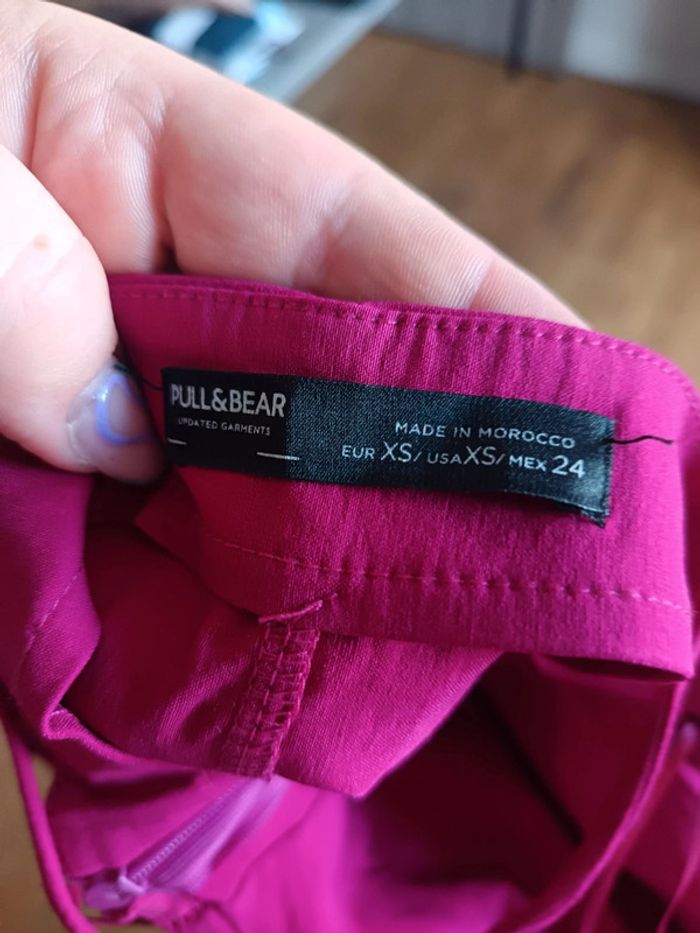 PULL&BEAR
UPDATED GARMENTS
MADE IN MOROCCO
EUR XS/ USA XS/ MEX 24